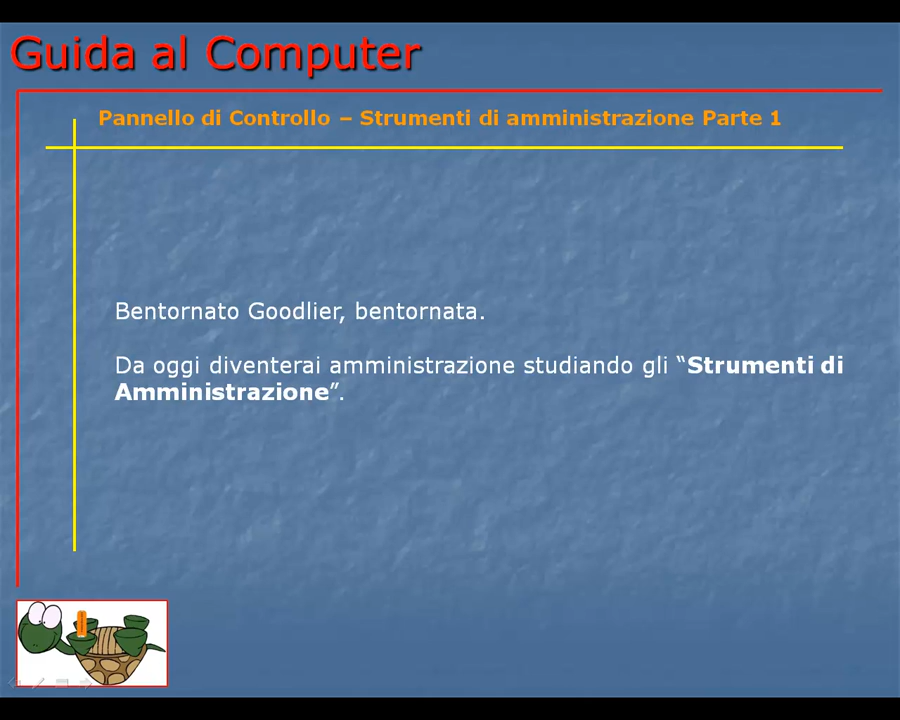 Guida al Computer
Pannello di Controllo – Strumenti di amministrazione Parte 1
Bentornato Goodlier, bentornata.
Da oggi diventerai amministrazione studiando gli “Strumenti di
Amministrazione”.